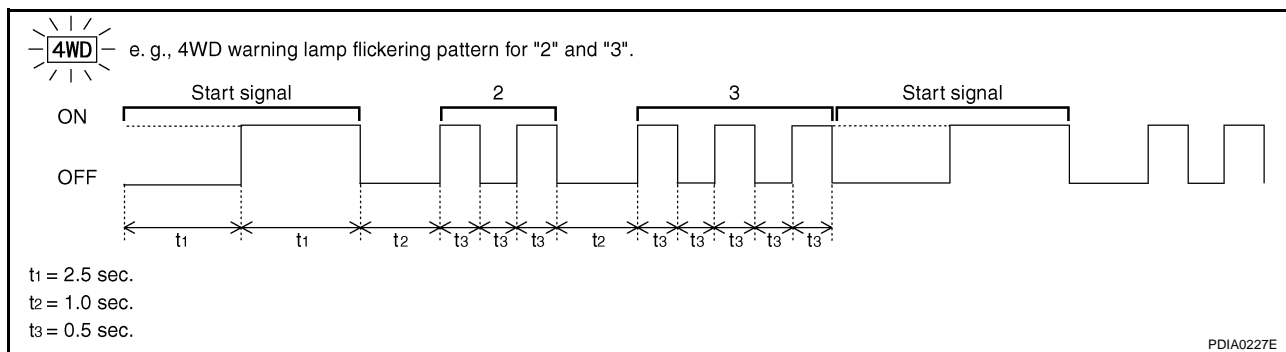 4WD e. g., 4WD warning lamp flickering pattern for "2" and "3".
Start signal 2 3 Start signal
ON
OFF
t1 t1 t2 t3 t3 t3 t2 t3 t3 t3 t3 t3
t1 = 2.5 sec.
t2 = 1.0 sec.
t3 = 0.5 sec.
PDIA0227E